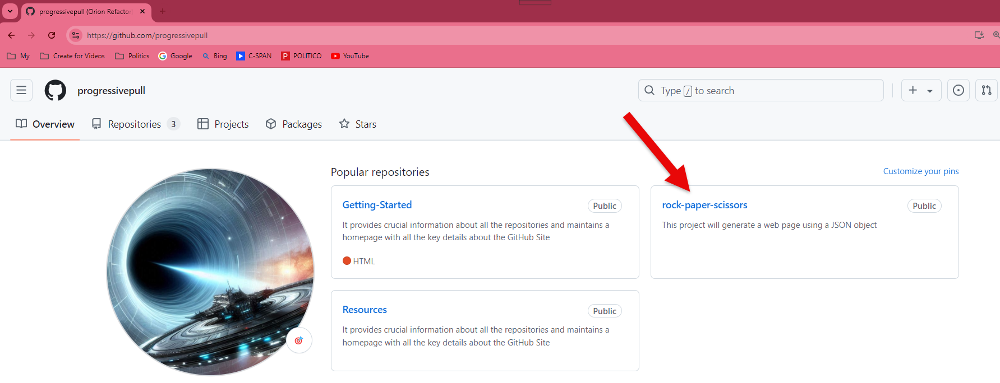 progressivepull (Orion Refactor
https://github.com/progressivepull
My Create for Videos Politics Google Bing C-SPAN POLITICO YouTube
progressivepull
Type / to search
Overview Repositories 3 Projects Packages Stars
Popular repositories
Customize your pins
Getting-Started
Public
It provides crucial information about all the repositories and maintains a
homepage with all the key details about the GitHub Site
HTML
rock-paper-scissors
Public
This project will generate a web page using a JSON object
Resources
Public
It provides crucial information about all the repositories and maintains a
homepage with all the key details about the GitHub Site